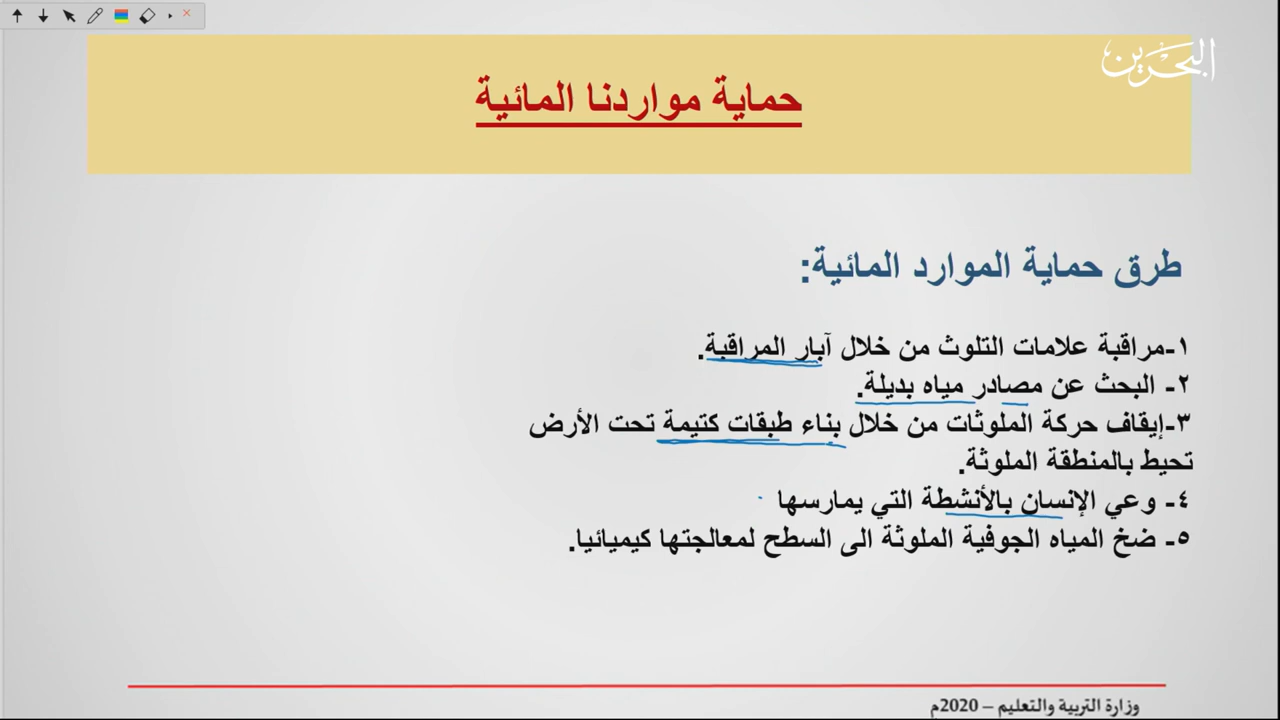 البحرين
حماية مواردنا المائية
طرق حماية الموارد المائية:
١-مراقبة علامات التلوث من خلال آبار المراقبة.
٢- البحث عن مصادر مياه بديلة.
٣-إيقاف حركة الملوثات من خلال بناء طبقات كتيمة تحت الأرض
تحيط بالمنطقة الملوثة.
٤- وعي الإنسان بالأنشطة التي يمارسها
٥- ضخ المياه الجوفية الملوثة الى السطح لمعالجتها كيميائيا.
وزارة التربية والتعليم – 2020م